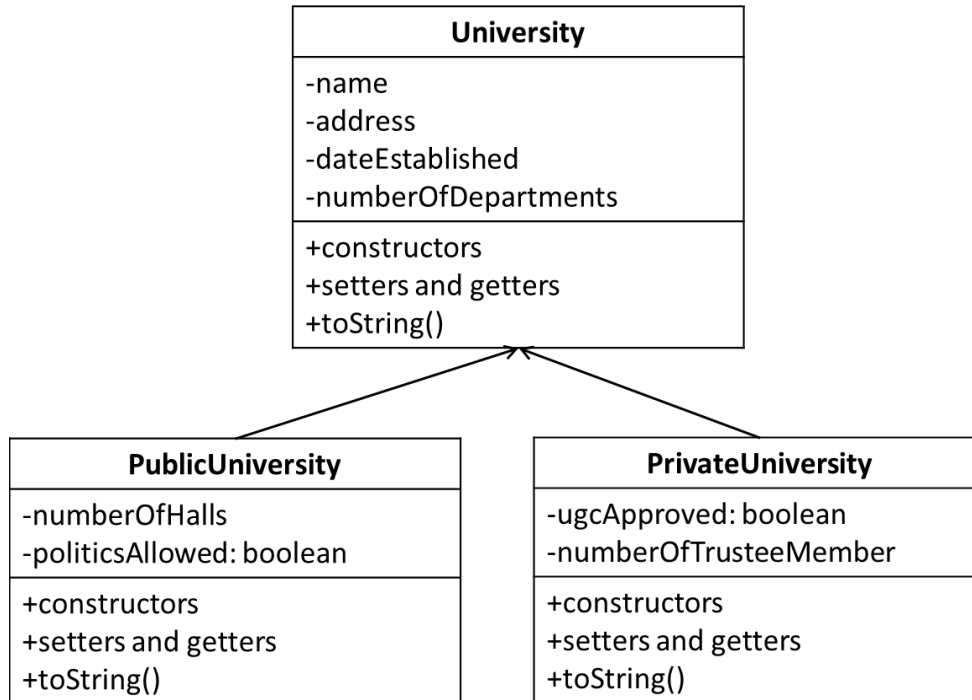 University
-name
-address
-dateEstablished
-numberOfDepartments
+constructors
+setters and getters
+toString()
PublicUniversity
-numberOfHalls
-politicsAllowed: boolean
+constructors
+setters and getters
+toString()
PrivateUniversity
-ugcApproved: boolean
-numberOfTrusteeMember
+constructors
+setters and getters
+toString()